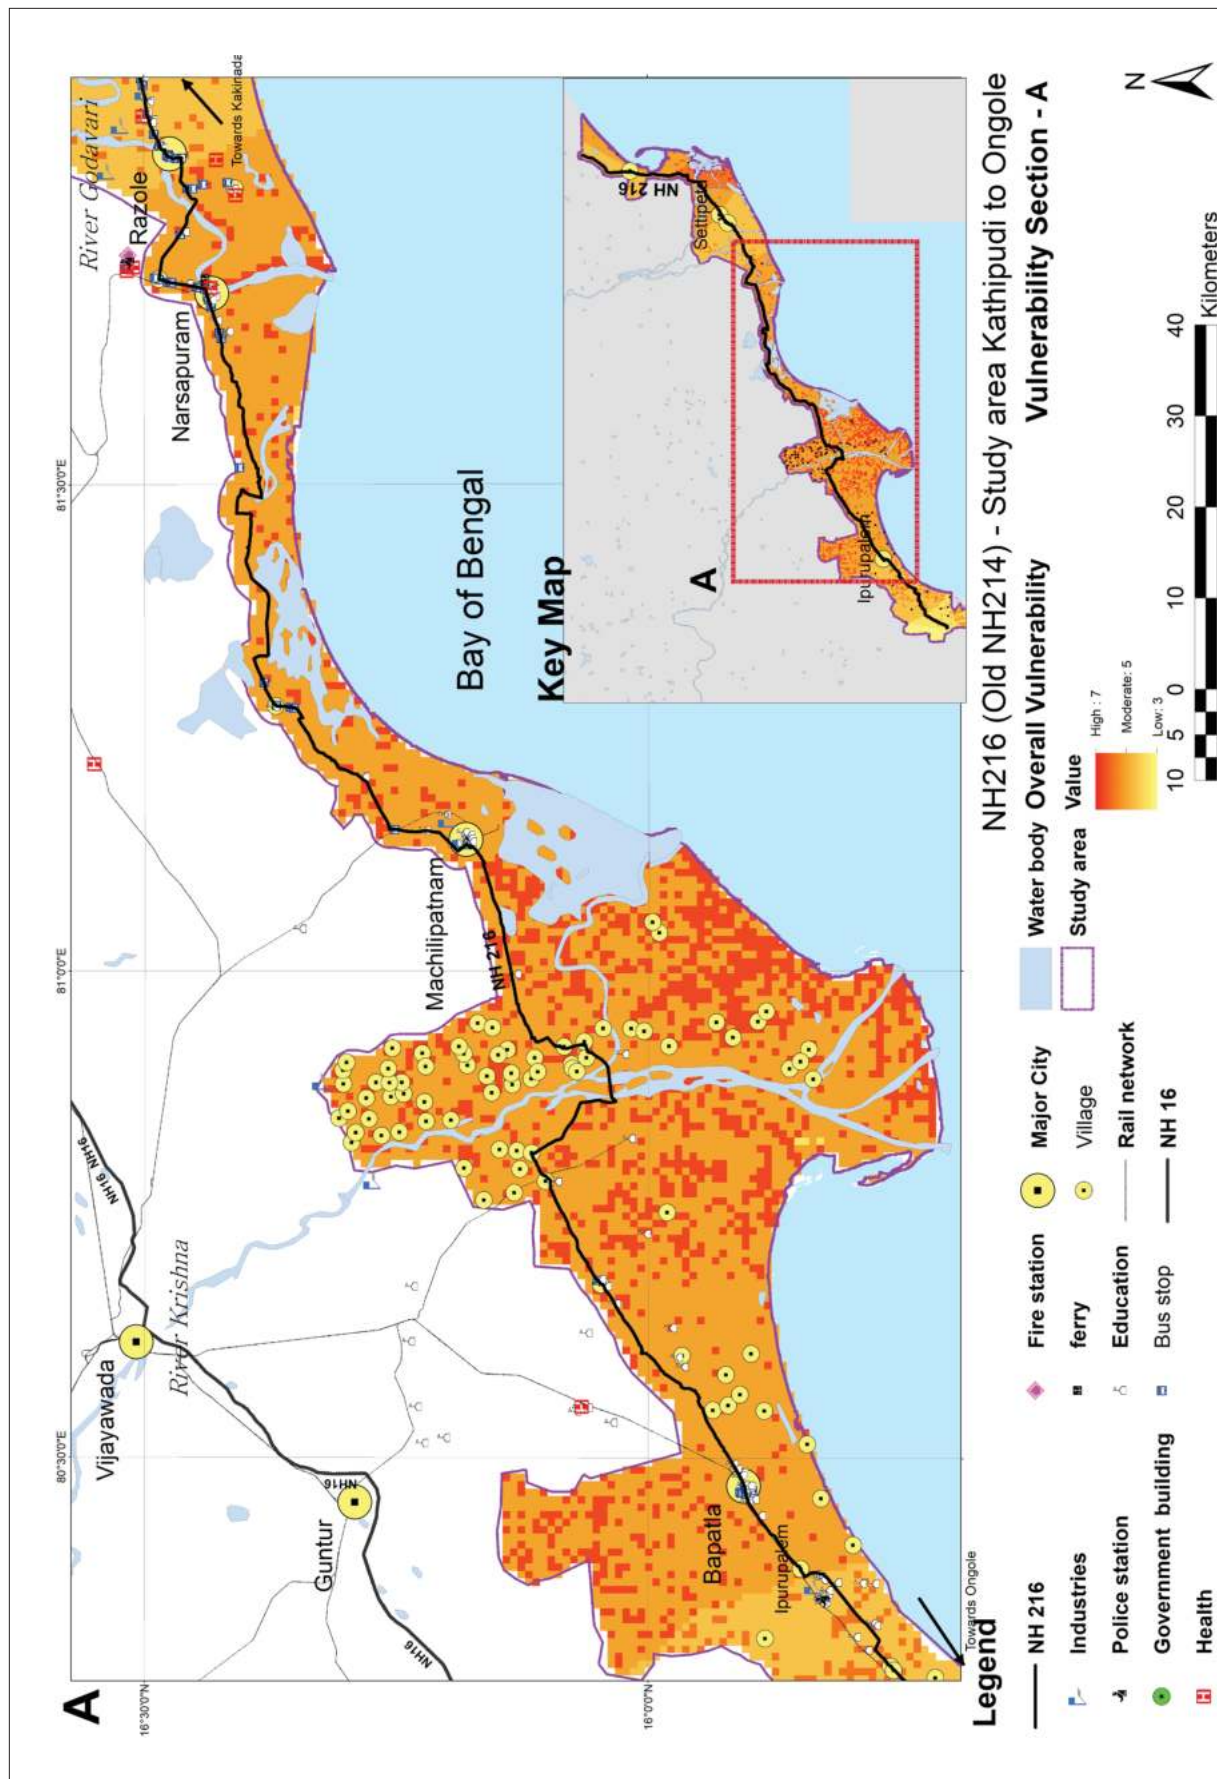 A
16°30'0"N
16°0'0"N
80°30'0"E
81°0'0"E
81°30'0"E
Vijayawada
Guntur
River Krishna
NH16
NH16
NH16
NH16
Bapatla
Ipurupalem
Towards Ongole
Machilipatnam
NH 216
Narsapuram
Razole
River Godavari
Towards Kakinada
Bay of Bengal
Key Map
A
Ipurupalem
Settipeta
NH 216
NH216 (Old NH214) - Study area Kathipudi to Ongole
Vulnerability Section - A
Legend
NH 216
Industries
Police station
Government building
Health
Fire station
ferry
Education
Bus stop
Major City
Village
Rail network
NH 16
Water body
Study area
Overall Vulnerability
Value
High : 7
Moderate: 5
Low: 3
10 5 0 10 20 30 40
Kilometers
N